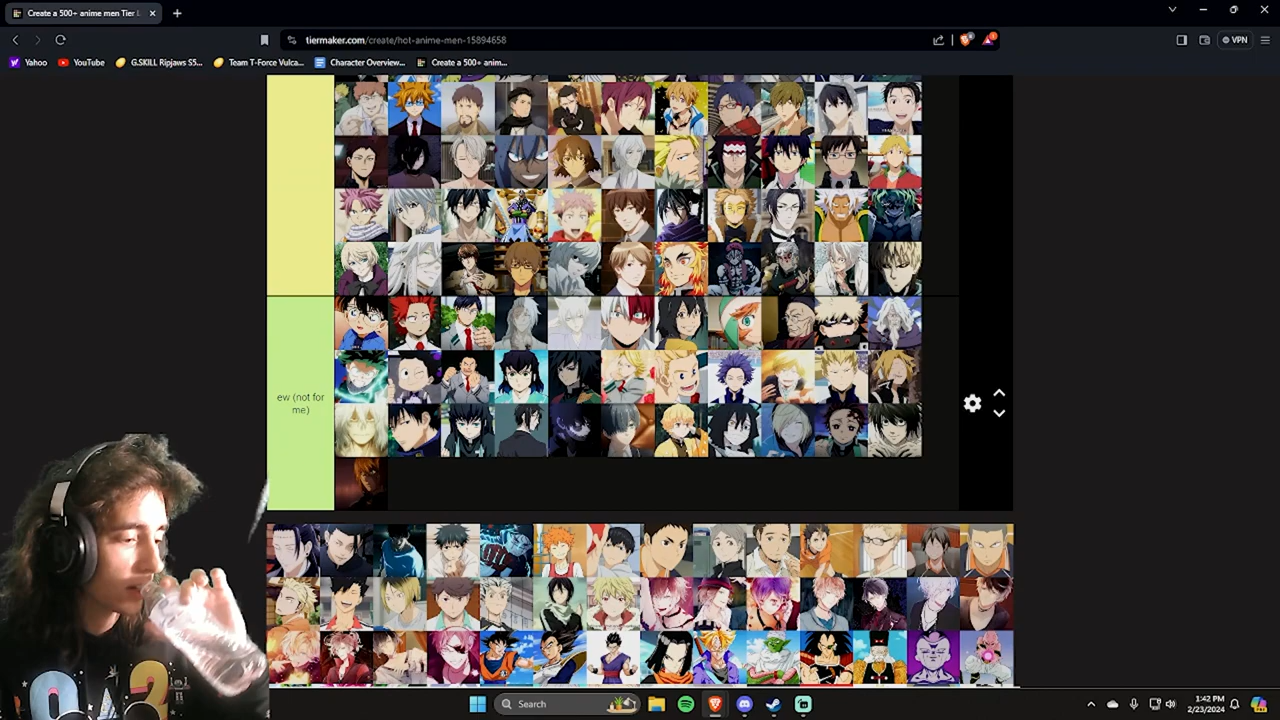 Create a 500+ anime men Tier l
tiermaker.com/create/hot-anime-men-15894658
VPN
Yahoo
YouTube
G.SKILL Ripjaws S5...
Team T-Force Vulca...
Character Overview...
Create a 500+ anim...
ew (not for
me)
Search
1:42 PM
2/23/2024